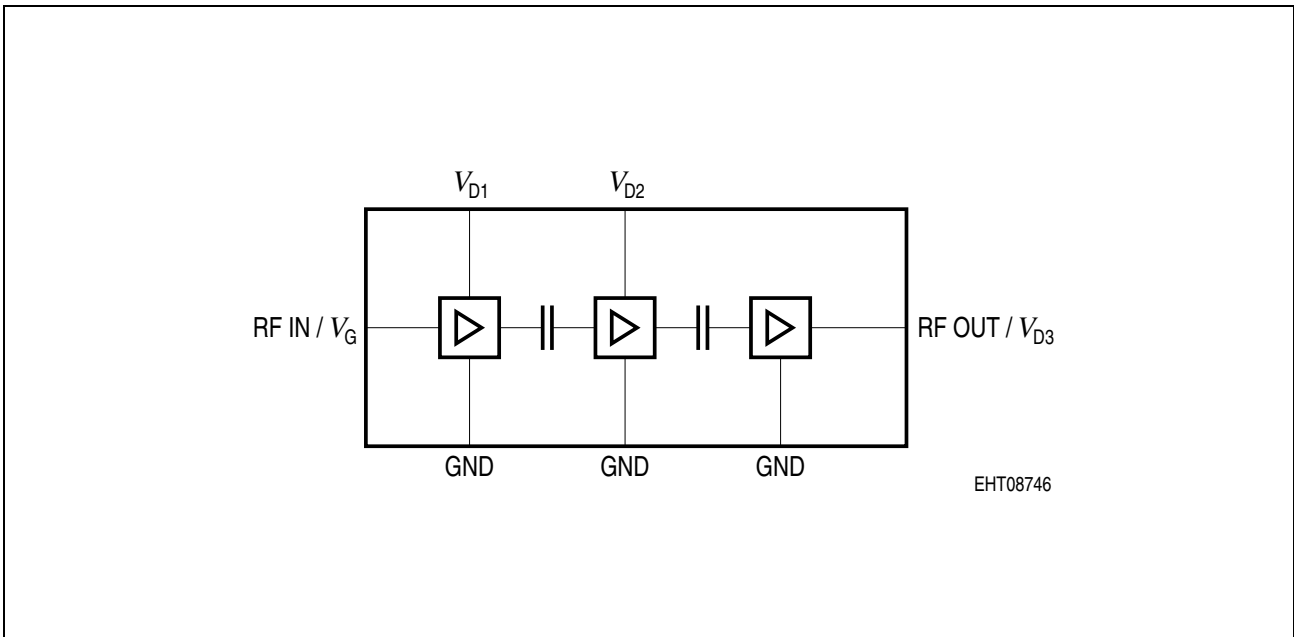 V_D1 V_D2
RF IN / V_G RF OUT / V_D3
GND GND GND
EHT08746